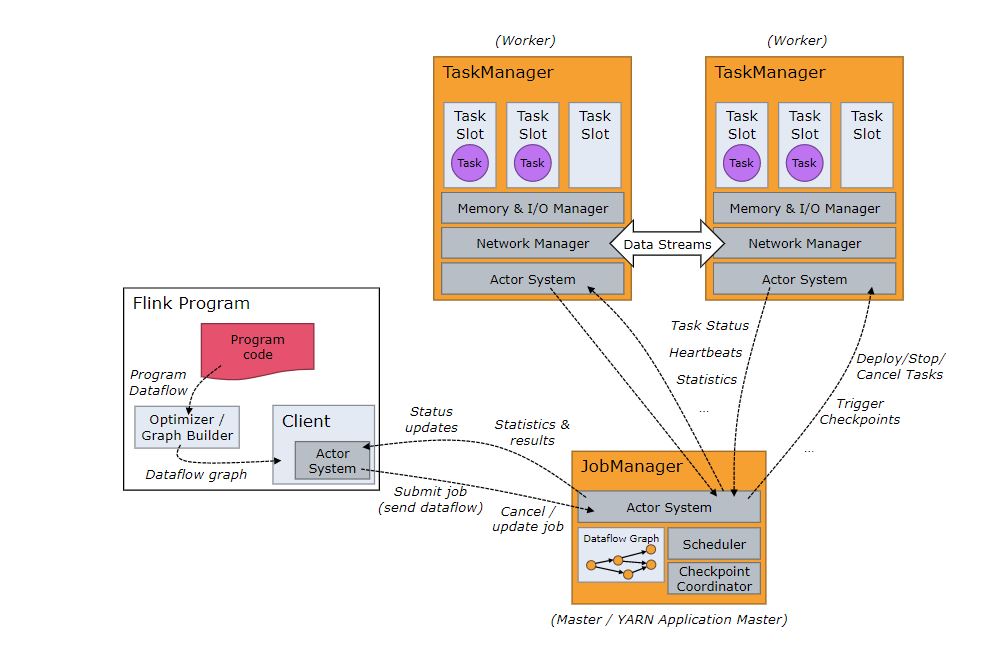 (Worker)
(Worker)
TaskManager
TaskManager
Task
Slot
Task
Task
Slot
Task
Task
Slot
Task
Slot
Task
Task
Slot
Task
Task
Slot
Memory & I/O Manager
Memory & I/O Manager
Network Manager
Data Streams
Network Manager
Actor System
Actor System
Flink Program
Program
code
Program
Dataflow
Optimizer /
Graph Builder
Dataflow graph
Client
Actor
System
Task Status
Heartbeats
Statistics
...
Deploy/Stop/
Cancel Tasks
Trigger
Checkpoints
...
Status
updates
Statistics &
results
Submit job
(send dataflow)
Cancel /
update job
JobManager
Actor System
Dataflow Graph
Scheduler
Checkpoint
Coordinator
(Master / YARN Application Master)